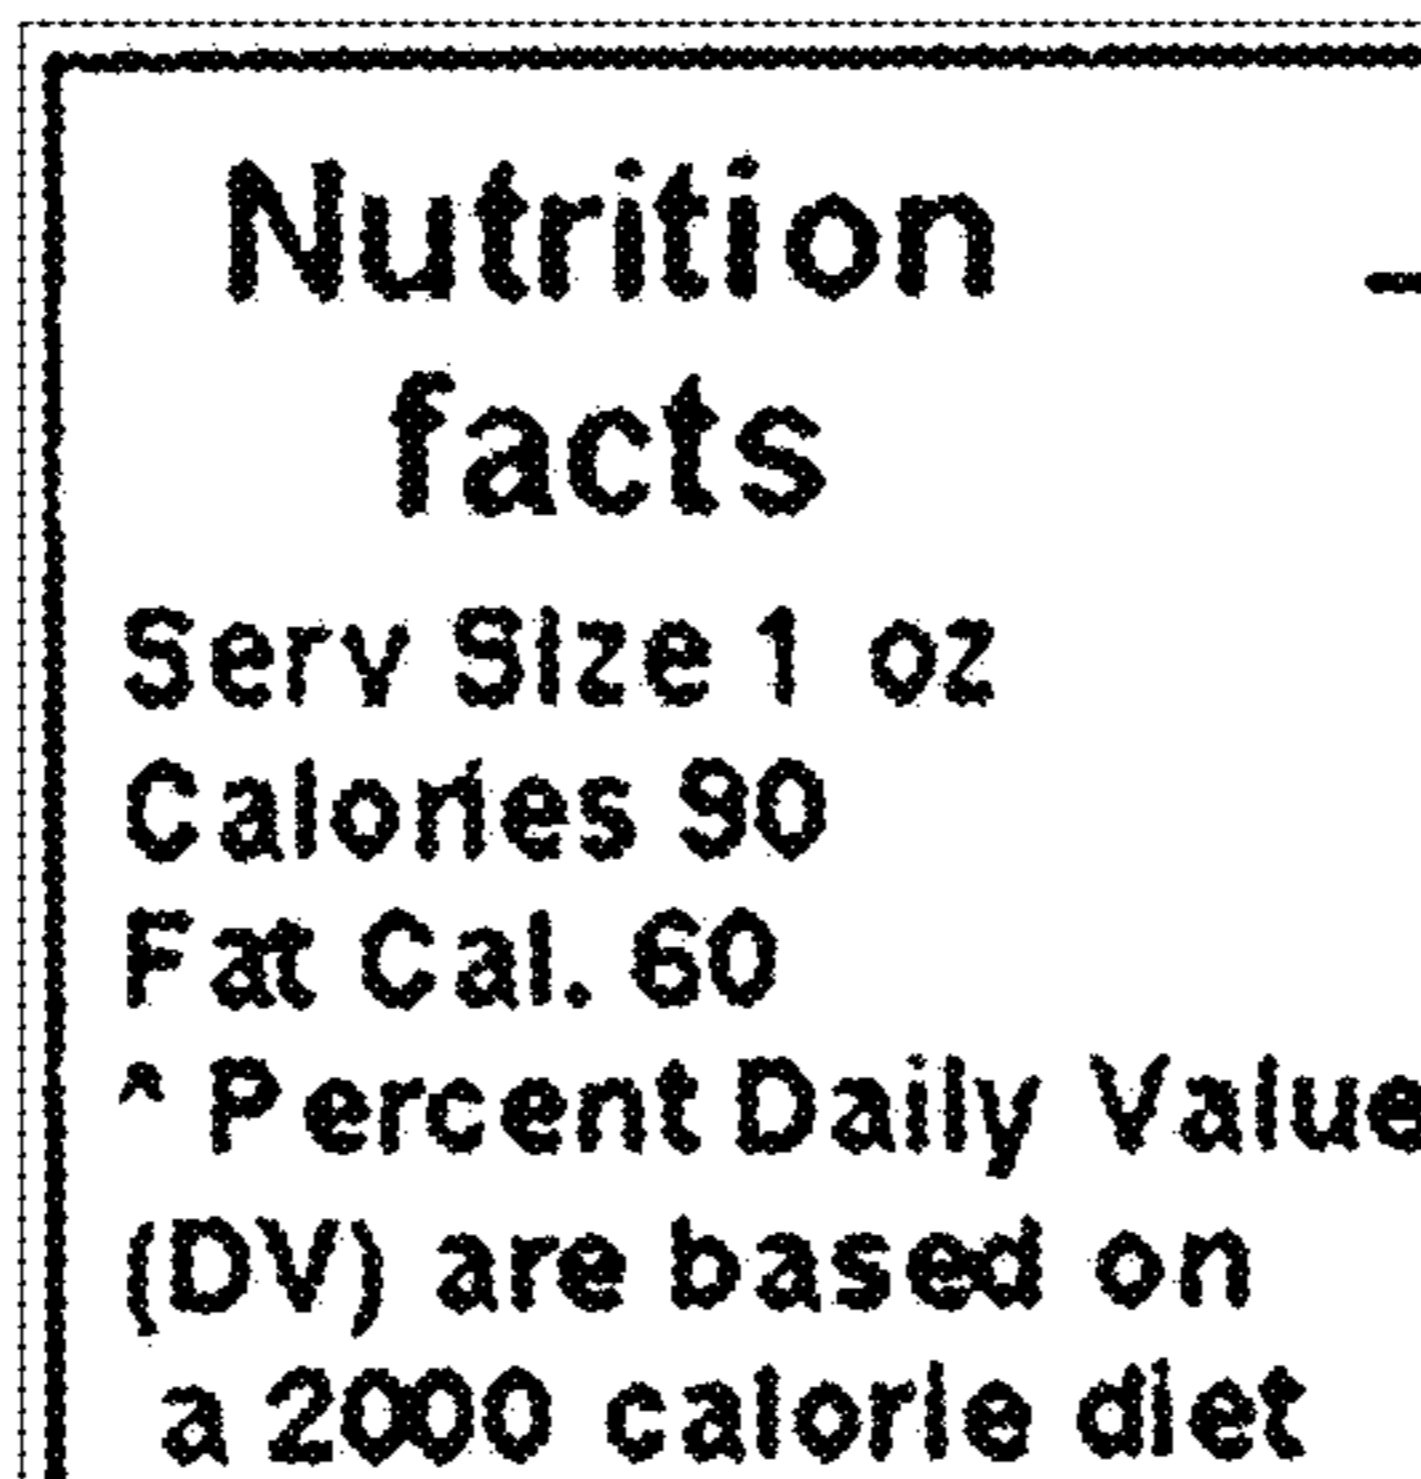 Nutrition
facts
Serv Size 1 oz
Calories 90
Fat Cal. 60
^ Percent Daily Value
(DV) are based on
a 2000 calorie diet